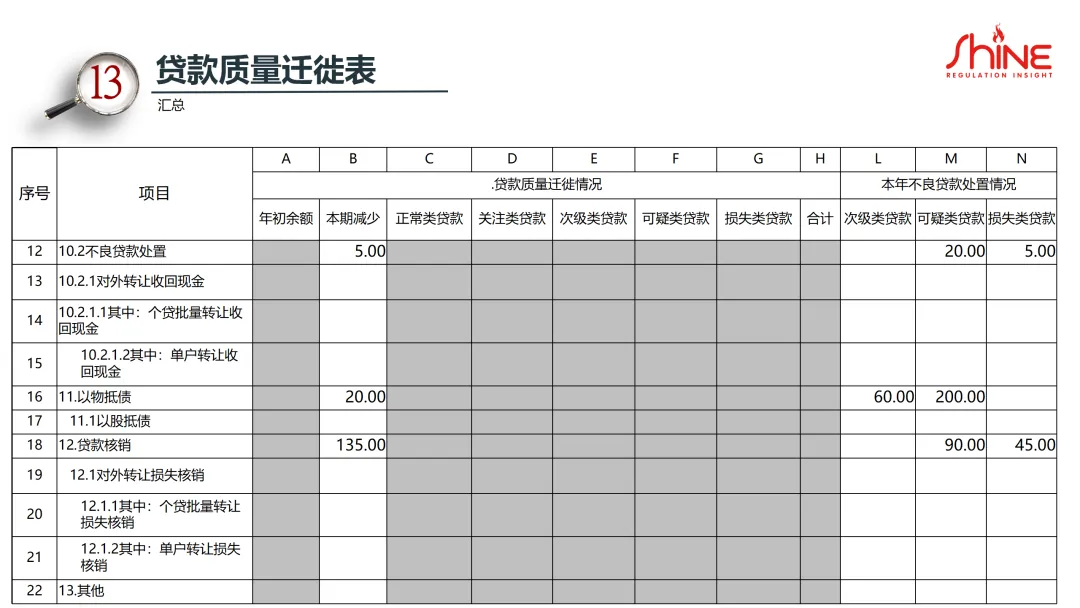 13
贷款质量迁徙表
汇总
SHINE
REGULATION INSIGHT
序号 项目 A B C D E F G H L M N
.贷款质量迁徙情况 本年不良贷款处置情况
年初余额 本期减少 正常类贷款 关注类贷款 次级类贷款 可疑类贷款 损失类贷款 合计 次级类贷款 可疑类贷款 损失类贷款
12 10.2不良贷款处置 5.00 20.00 5.00
13 10.2.1对外转让收回现金
14 10.2.1.1其中：个贷批量转让收
回现金
15 10.2.1.2其中：单户转让收
回现金
16 11.以物抵债 20.00 60.00 200.00
17 11.1以股抵债
18 12.贷款核销 135.00 90.00 45.00
19 12.1对外转让损失核销
20 12.1.1其中：个贷批量转让
损失核销
21 12.1.2其中：单户转让损失
核销
22 13.其他